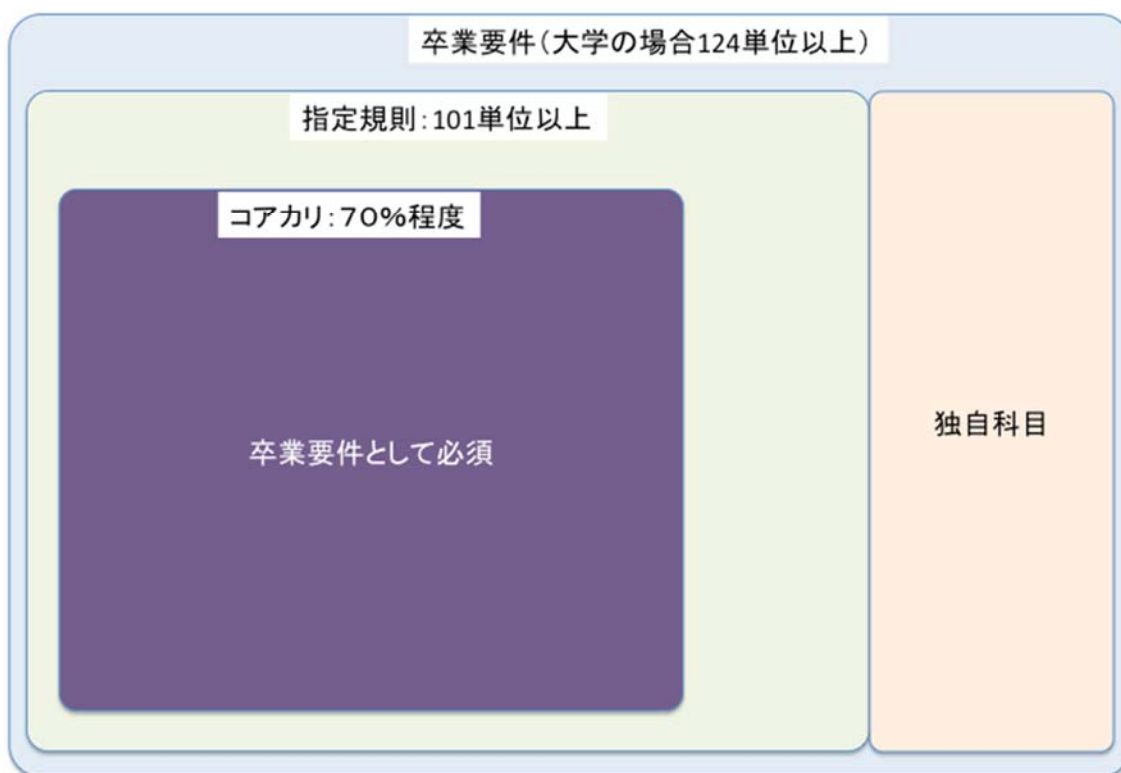 卒業要件(大学の場合124単位以上)
指定規則:101単位以上
コアカリ:70%程度
卒業要件として必須
独自科目